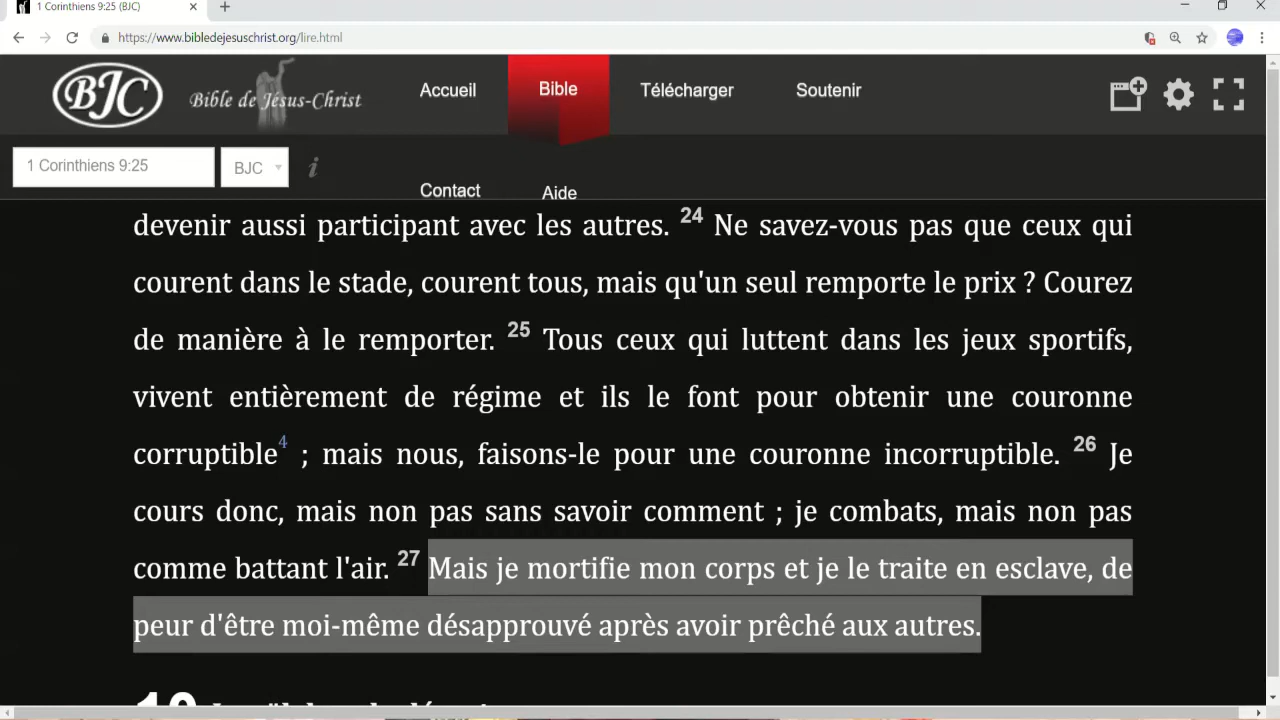 1 Corinthiens 9:25 (BJC)
https://www.bibledejesuschrist.org/lire.html
BJC Bible de Jésus-Christ Accueil Bible Télécharger Soutenir
1 Corinthiens 9:25 BJC i
Contact Aide
devenir aussi participant avec les autres. 24 Ne savez-vous pas que ceux qui
courent dans le stade, courent tous, mais qu'un seul remporte le prix ? Courez
de manière à le remporter. 25 Tous ceux qui luttent dans les jeux sportifs,
vivent entièrement de régime et ils le font pour obtenir une couronne
corruptible4 ; mais nous, faisons-le pour une couronne incorruptible. 26 Je
cours donc, mais non pas sans savoir comment ; je combats, mais non pas
comme battant l'air. 27 Mais je mortifie mon corps et je le traite en esclave, de
peur d'être moi-même désapprouvé après avoir prêché aux autres.